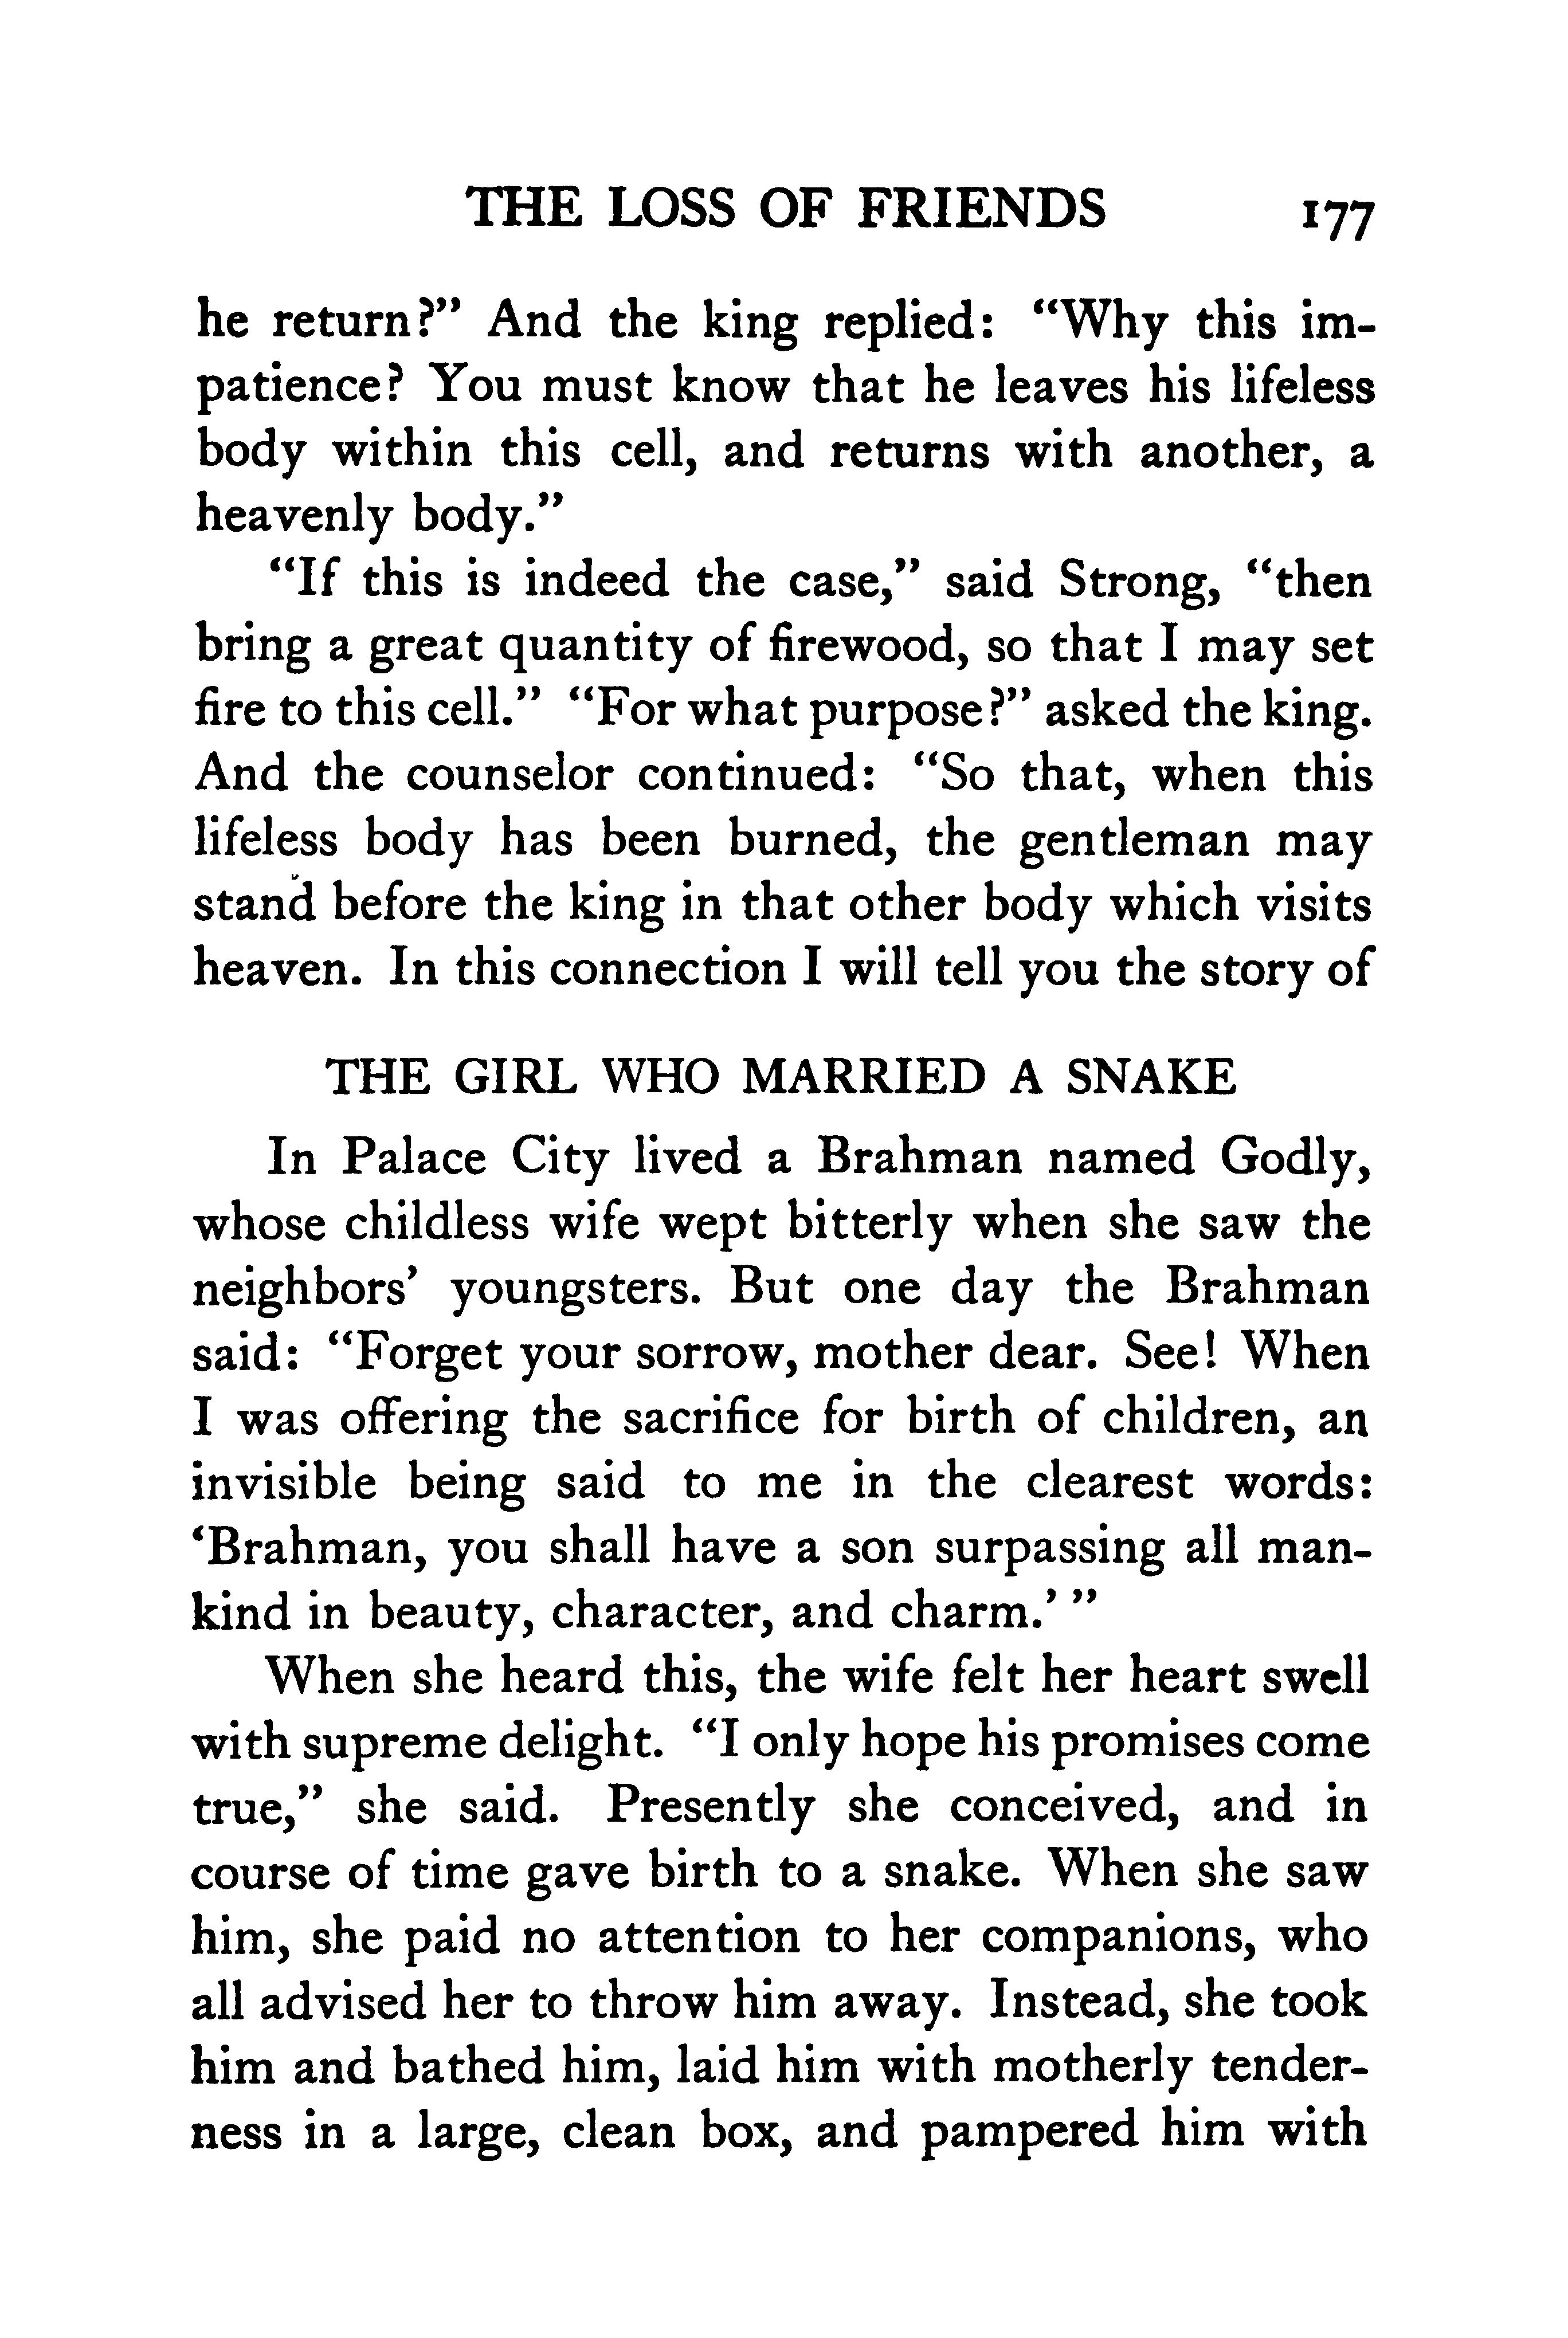 THE LOSS OF FRIENDS 177
he return?” And the king replied: “Why this im-
patience? You must know that he leaves his lifeless
body within this cell, and returns with another, a
heavenly body.”
“If this is indeed the case,” said Strong, “then
bring a great quantity of firewood, so that I may set
fire to this cell.” “For what purpose?” asked the king.
And the counselor continued: “So that, when this
lifeless body has been burned, the gentleman may
stand before the king in that other body which visits
heaven. In this connection I will tell you the story of
THE GIRL WHO MARRIED A SNAKE
In Palace City lived a Brahman named Godly,
whose childless wife wept bitterly when she saw the
neighbors’ youngsters. But one day the Brahman
said: “Forget your sorrow, mother dear. See! When
I was offering the sacrifice for birth of children, an
invisible being said to me in the clearest words:
‘Brahman, you shall have a son surpassing all man-
kind in beauty, character, and charm.’ ”
When she heard this, the wife felt her heart swell
with supreme delight. “I only hope his promises come
true,” she said. Presently she conceived, and in
course of time gave birth to a snake. When she saw
him, she paid no attention to her companions, who
all advised her to throw him away. Instead, she took
him and bathed him, laid him with motherly tender-
ness in a large, clean box, and pampered him with